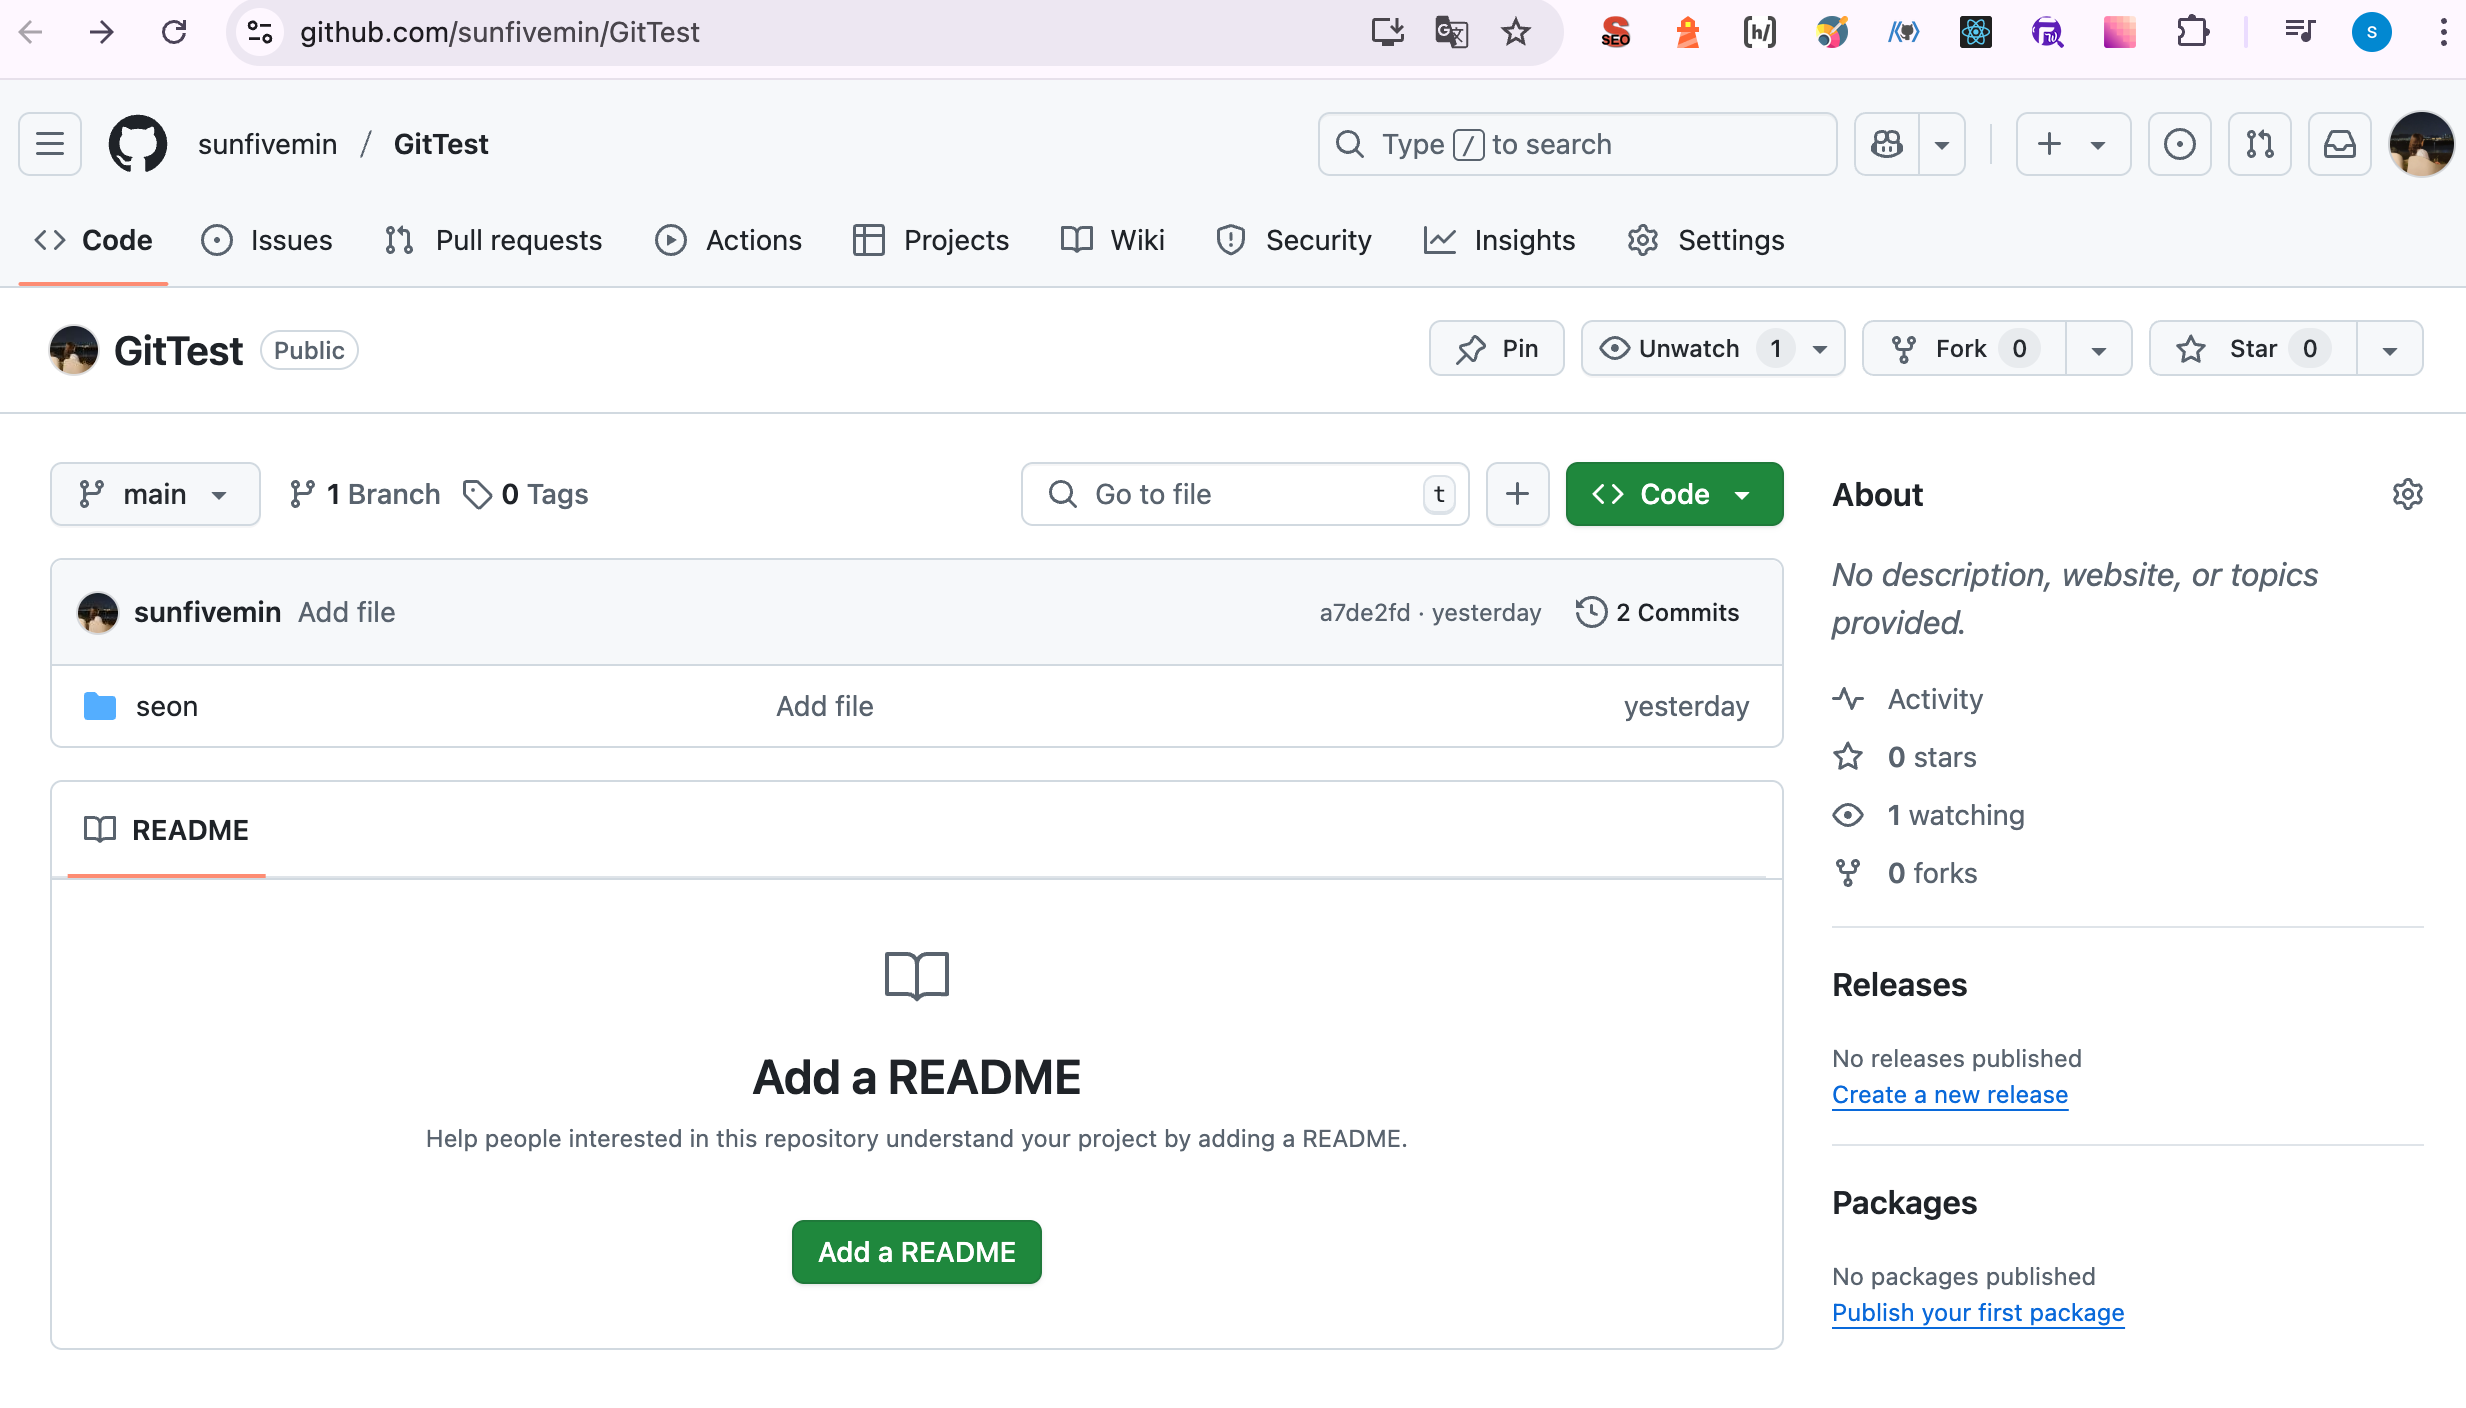 github.com/sunfivemin/GitTest
SEO
[h/]
S
sunfivemin / GitTest
Type / to search
Code
Issues
Pull requests
Actions
Projects
Wiki
Security
Insights
Settings
GitTest Public
Pin
Unwatch 1
Fork 0
Star 0
main
1 Branch
0 Tags
Go to file
t
Code
About
No description, website, or topics
provided.
sunfivemin Add file
a7de2fd · yesterday
2 Commits
seon
Add file
yesterday
Activity
0 stars
1 watching
0 forks
README
Add a README
Help people interested in this repository understand your project by adding a README.
Add a README
Releases
No releases published
Create a new release
Packages
No packages published
Publish your first package